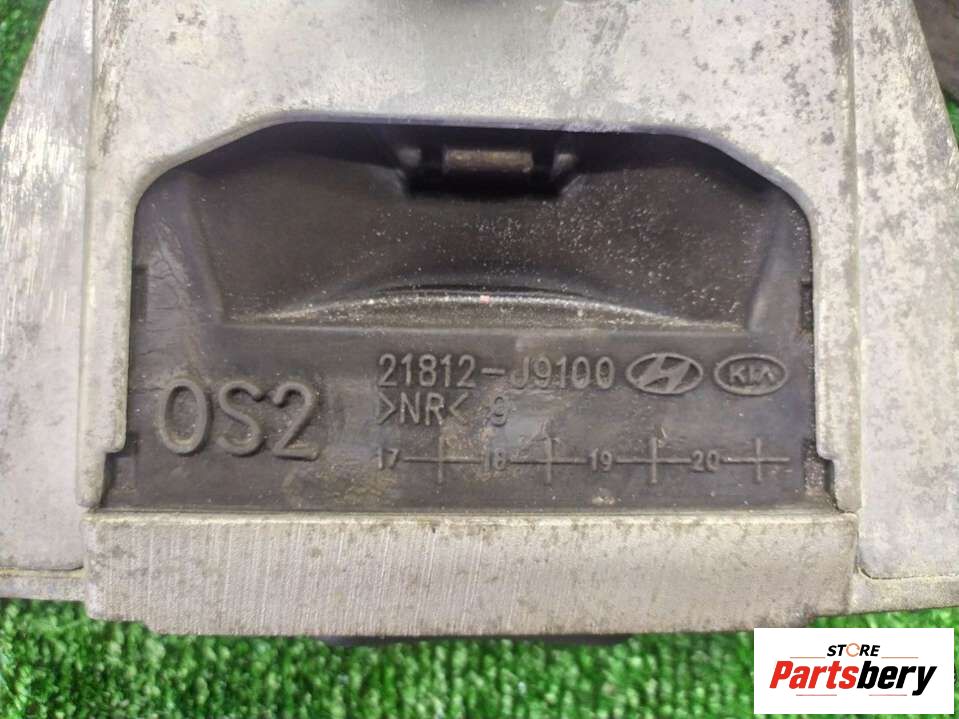 21812-J9100 H KIA
OS2
>NR< 9
17 18 19 20
STORE
Partsbery